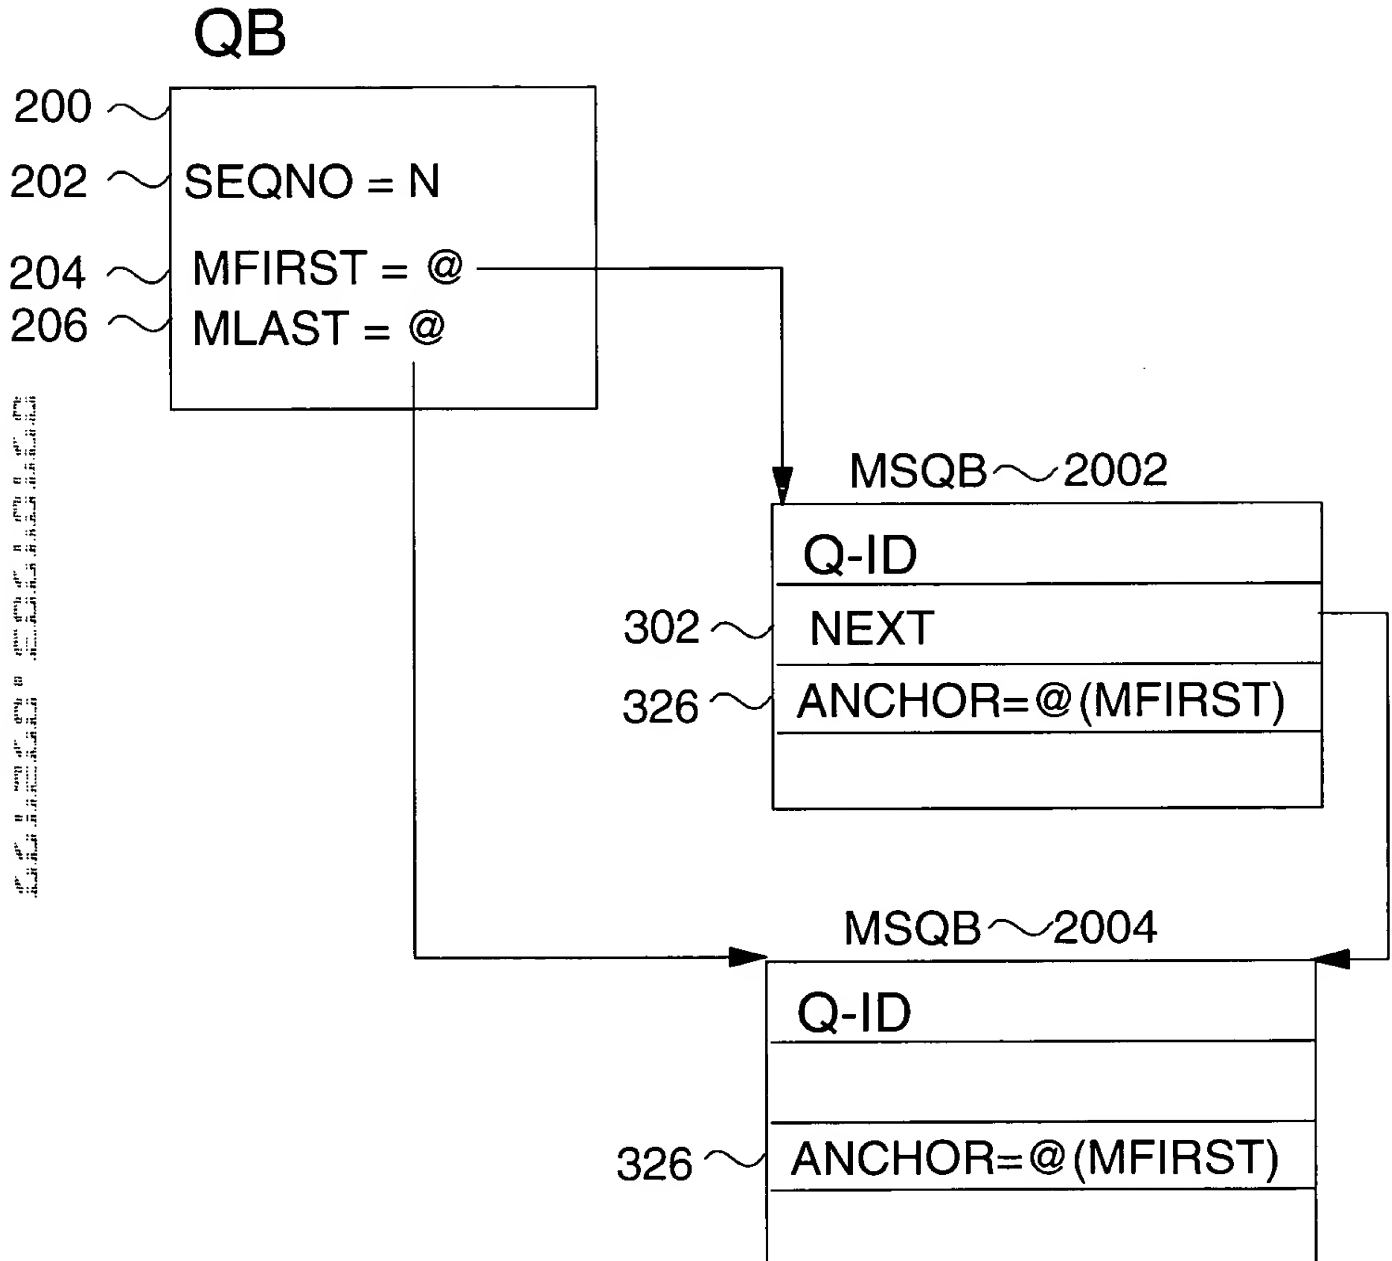 QB
200
202 SEQNO = N
204 MFIRST = @
206 MLAST = @
MSQB 2002
Q-ID
302 NEXT
326 ANCHOR=@(MFIRST)
MSQB 2004
Q-ID
326 ANCHOR=@(MFIRST)